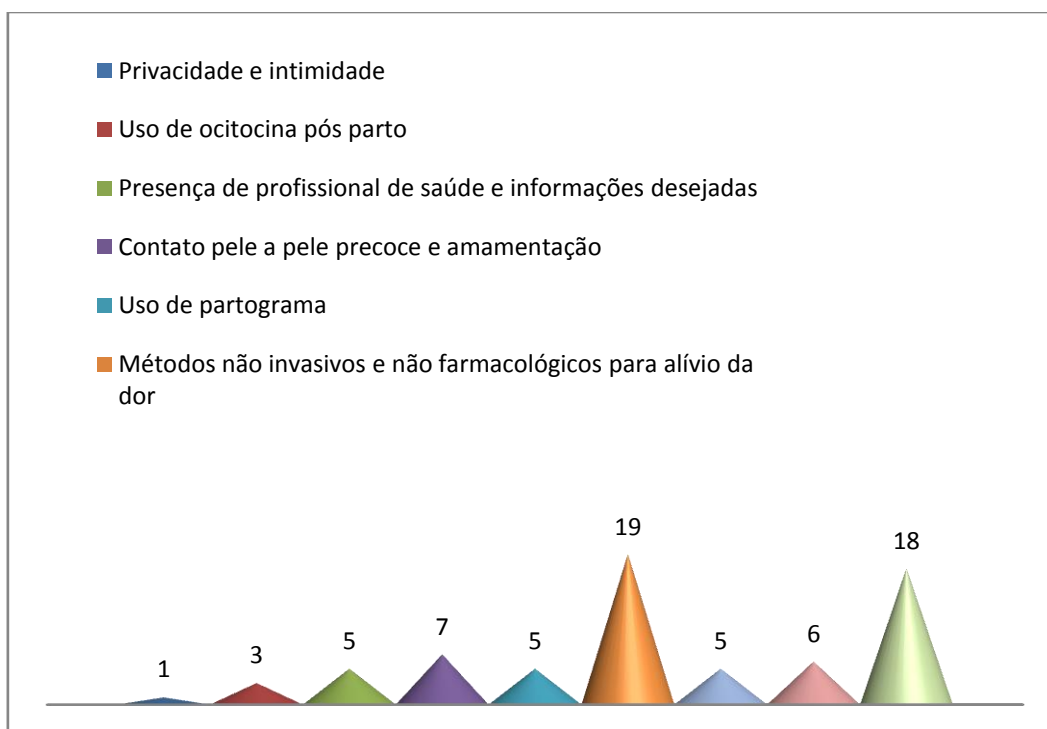 Privacidade e intimidade
Uso de ocitocina pós parto
Presença de profissional de saúde e informações desejadas
Contato pele a pele precoce e amamentação
Uso de partograma
Métodos não invasivos e não farmacológicos para alívio da
dor
1
3
5
7
5
19
5
6
18